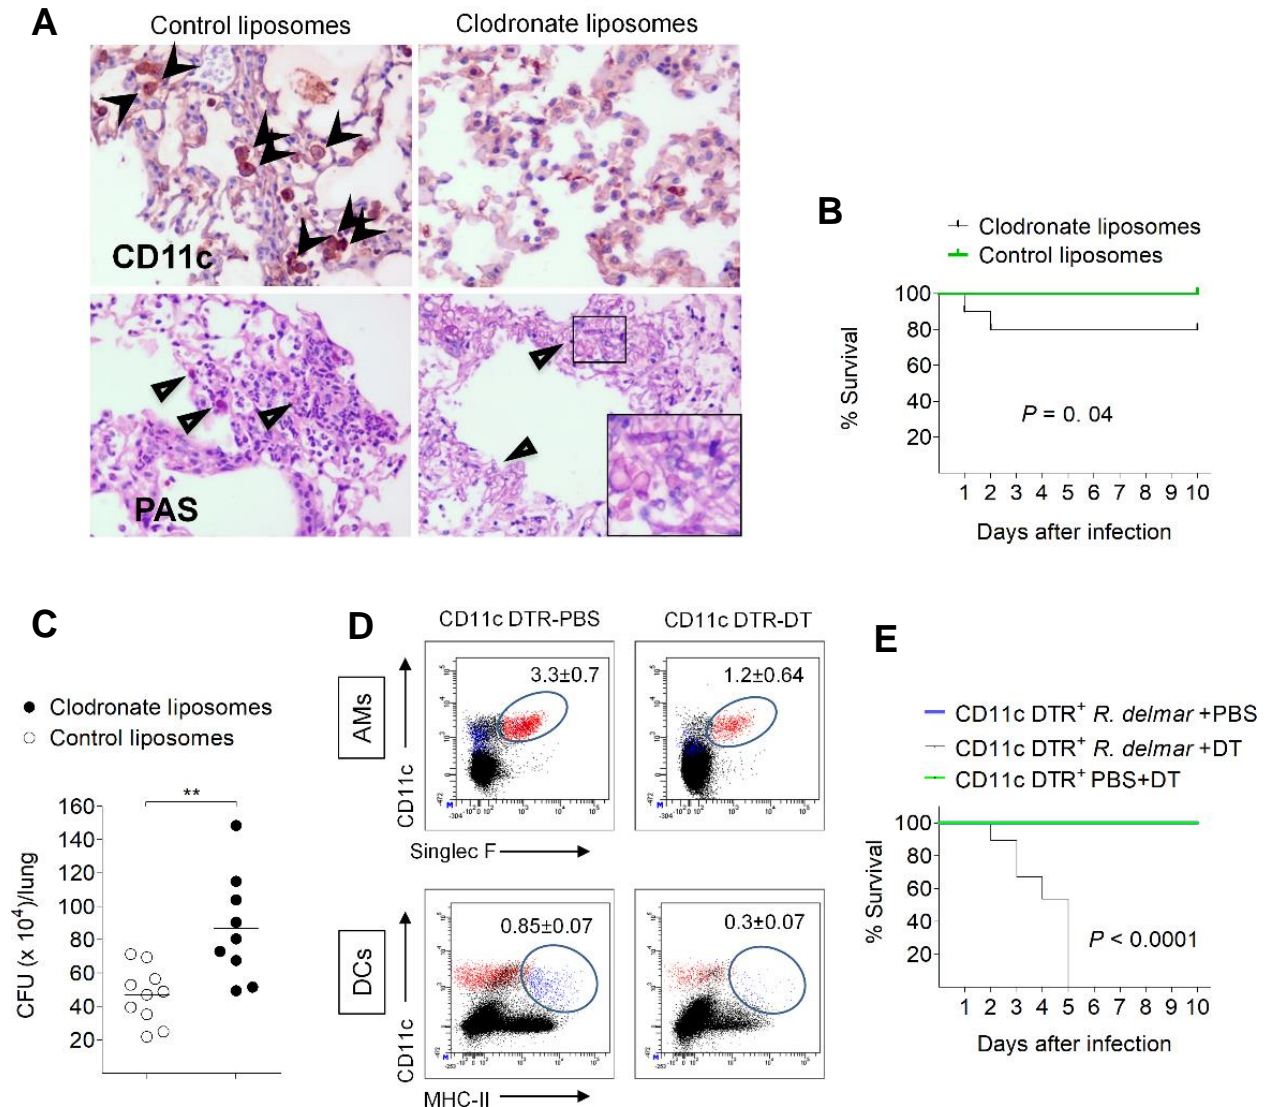 A
Control liposomes
Clodronate liposomes
CD11c
PAS
B
Clodronate liposomes
Control liposomes
100
80
60
40
20
% Survival
P = 0. 04
1 2 3 4 5 6 7 8 9 10
Days after infection
C
Clodronate liposomes
Control liposomes
**
160
140
120
100
80
60
40
20
CFU (x 10⁴)/lung
D
CD11c DTR-PBS
CD11c DTR-DT
AMs
3.3±0.7
1.2±0.64
CD11c
Singlec F
DCs
0.85±0.07
0.3+0.07
CD11c
MHC-II
E
CD11c DTR⁺ R. delmar +PBS
CD11c DTR⁺ R. delmar +DT
CD11c DTR⁺ PBS+DT
100
80
60
40
20
% Survival
P < 0.0001
1 2 3 4 5 6 7 8 9 10
Days after infection